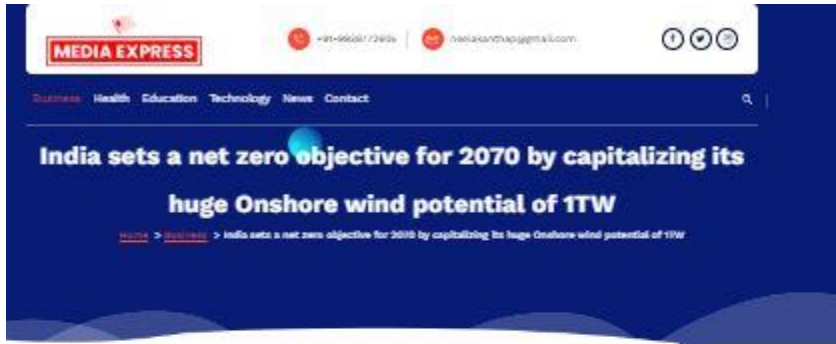 MEDIA EXPRESS
Business Health Education Technology News Contact
India sets a net zero objective for 2070 by capitalizing its
huge Onshore wind potential of 1TW
Home > Business > India sets a net zero objective for 2070 by capitalizing its huge Onshore wind potential of 1TW